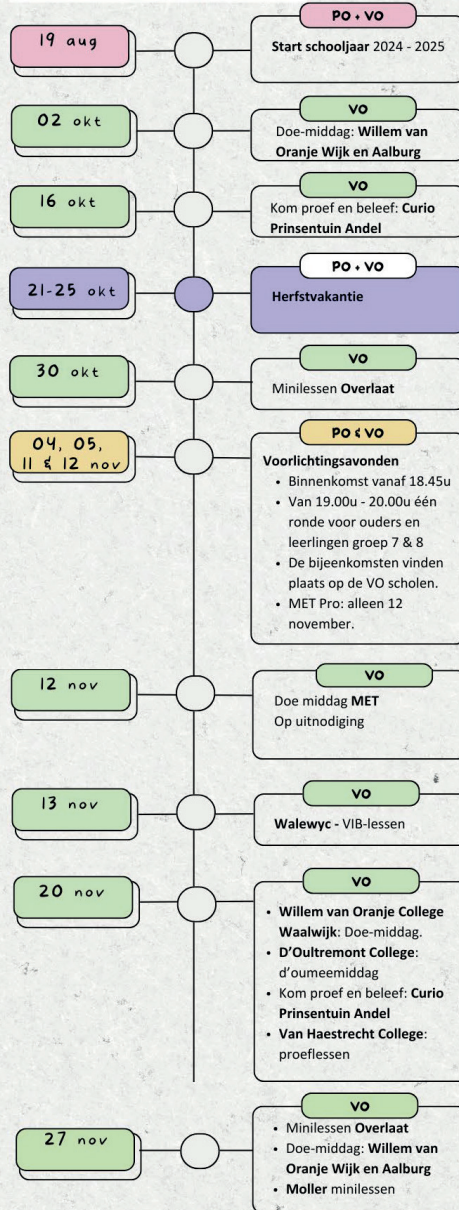 19 aug
PO + VO
Start schooljaar 2024 - 2025
02 okt
VO
Doe-middag: Willem van
Oranje Wijk en Aalburg
16 okt
VO
Kom proef en beleef: Curio
Prinsentuin Andel
21-25 okt
PO + VO
Herfstvakantie
30 okt
VO
Minilessen Overlaat
04, 05,
11 & 12 nov
PO & VO
Voorlichtingsavonden
• Binnenkomst vanaf 18.45u
• Van 19.00u - 20.00u één
ronde voor ouders en
leerlingen groep 7 & 8
• De bijeenkomsten vinden
plaats op de VO scholen.
• MET Pro: alleen 12
november.
12 nov
VO
Doe middag MET
Op uitnodiging
13 nov
VO
Walewyc - VIB-lessen
20 nov
VO
• Willem van Oranje College
Waalwijk: Doe-middag.
• D'Oultremont College:
d'oumeemiddag
• Kom proef en beleef: Curio
Prinsentuin Andel
• Van Haestrecht College:
proeflessen
27 nov
VO
• Minilessen Overlaat
• Doe-middag: Willem van
Oranje Wijk en Aalburg
• Moller minilessen